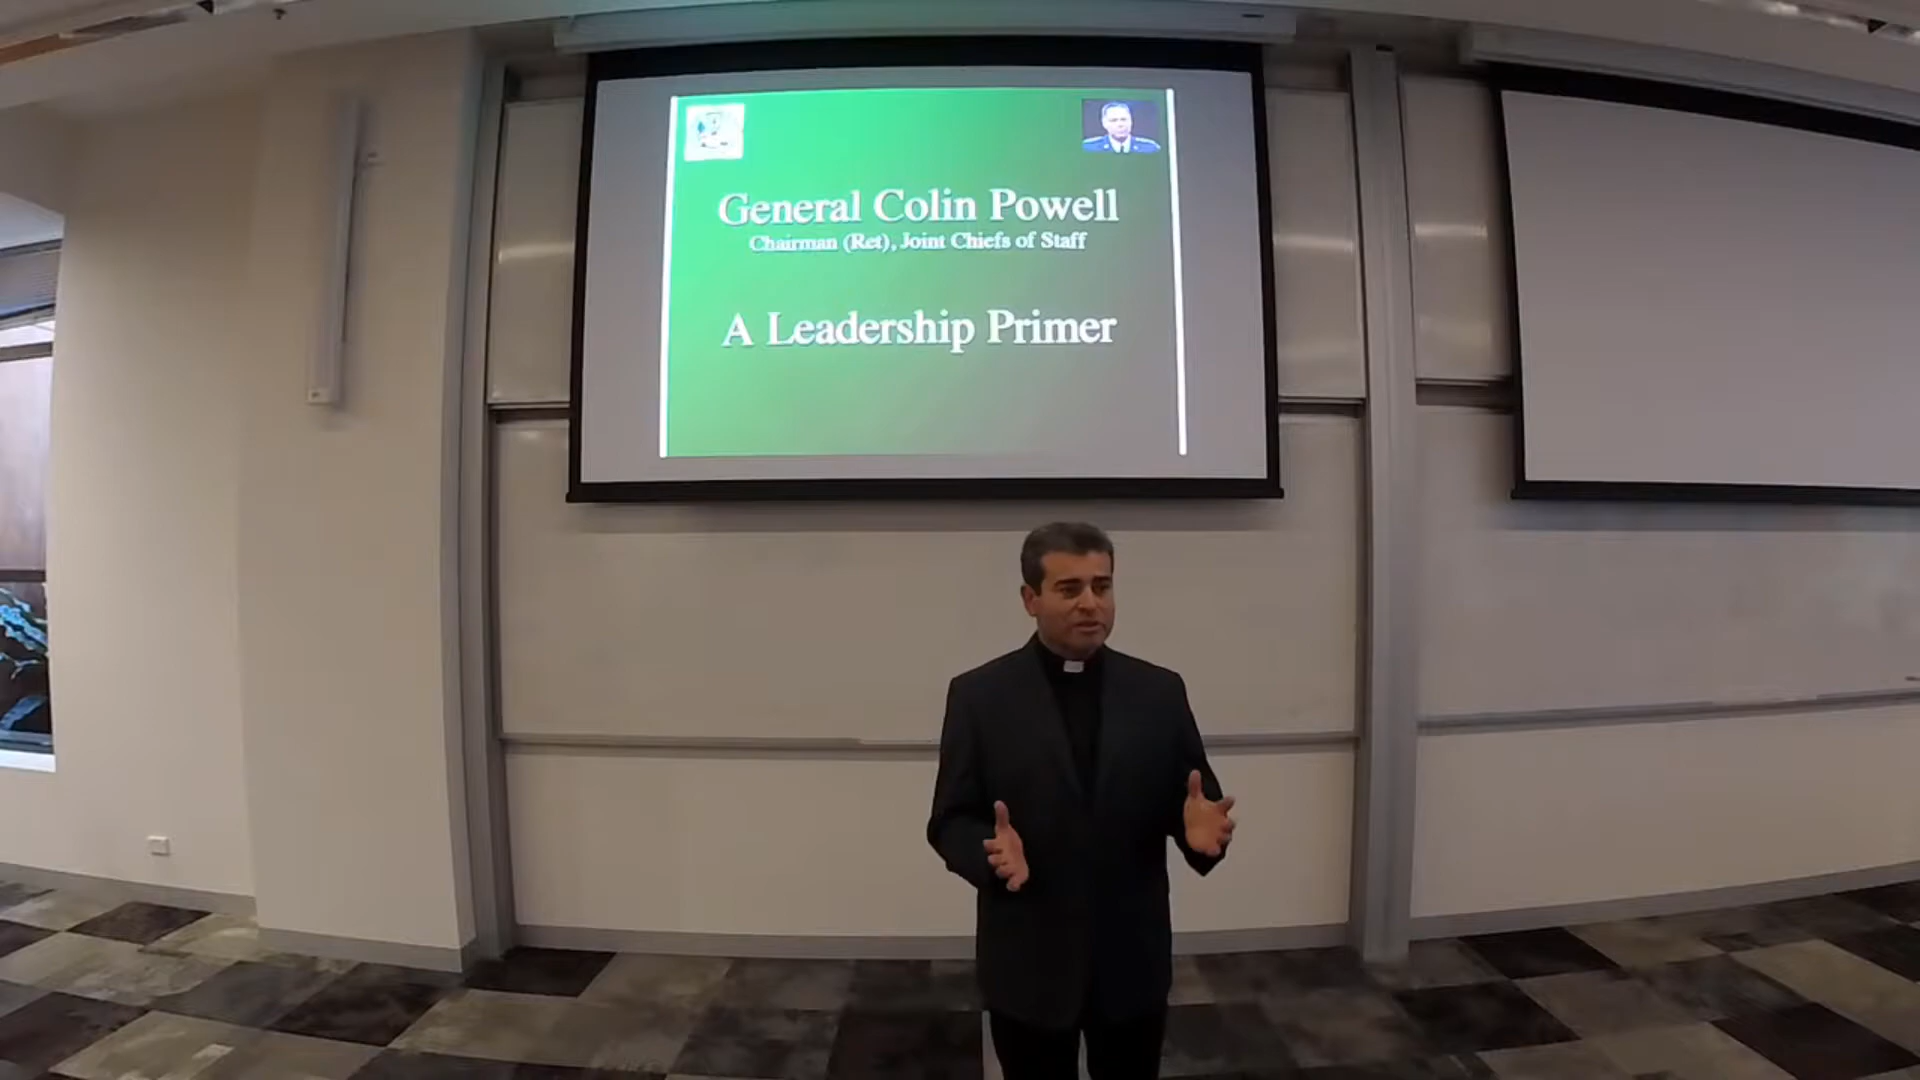 General Colin Powell
Chairman (Ret), Joint Chiefs of Staff
A Leadership Primer